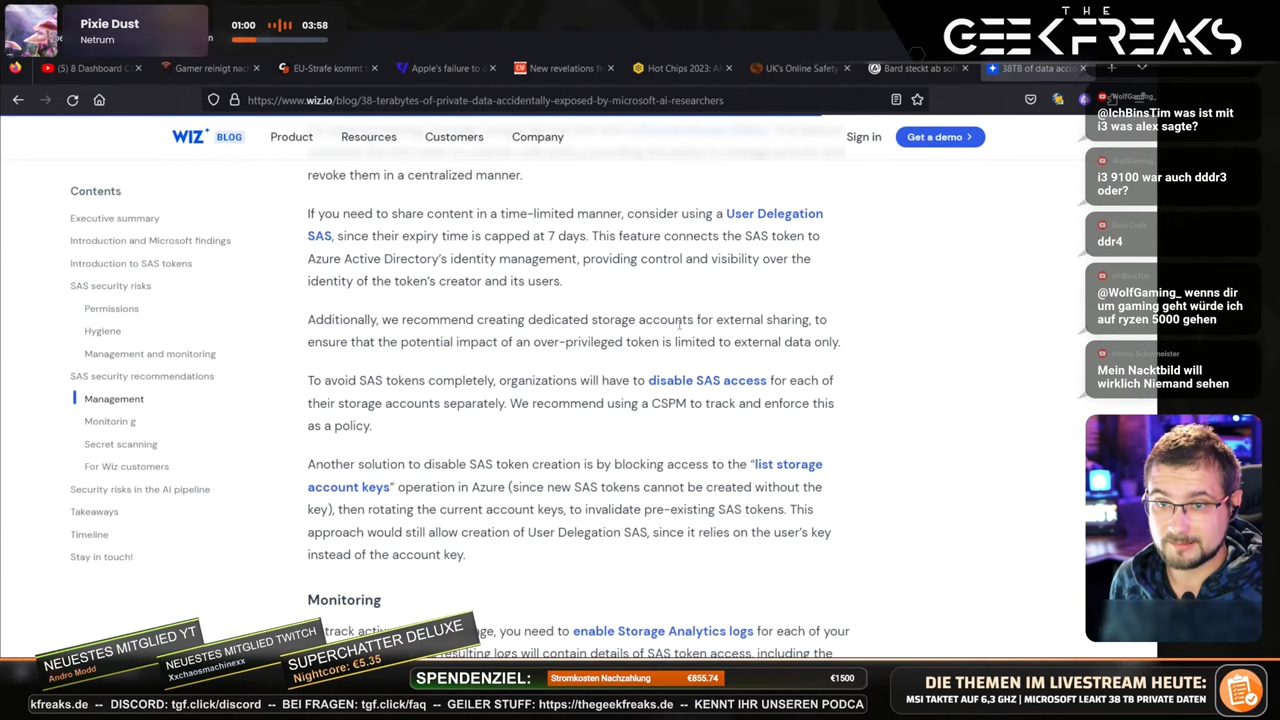 Pixie Dust
Netrum
01:00
03:58
THE
GEEKFREAKS
(5) 8 Dashboard C
Gamer reinigt nac
EU-Strafe kommt
Apple's failure to
New revelations fr
Hot Chips 2023: A
UK's Online Safety
Bard steckt ab sof
38TB of data accid
https://www.wiz.io/blog/38-terabytes-of-private-data-accidentally-exposed-by-microsoft-ai-researchers
WIZ BLOG
Product
Resources
Customers
Company
Sign in
Get a demo
Contents
Executive summary
Introduction and Microsoft findings
Introduction to SAS tokens
SAS security risks
Permissions
Hygiene
Management and monitoring
SAS security recommendations
Management
Monitorin g
Secret scanning
For Wiz customers
Security risks in the AI pipeline
Takeaways
Timeline
Stay in touch!
revoke them in a centralized manner.
If you need to share content in a time-limited manner, consider using a User Delegation
SAS, since their expiry time is capped at 7 days. This feature connects the SAS token to
Azure Active Directory's identity management, providing control and visibility over the
identity of the token's creator and its users.
Additionally, we recommend creating dedicated storage accounts for external sharing, to
ensure that the potential impact of an over-privileged token is limited to external data only.
To avoid SAS tokens completely, organizations will have to disable SAS access for each of
their storage accounts separately. We recommend using a CSPM to track and enforce this
as a policy.
Another solution to disable SAS token creation is by blocking access to the “list storage
account keys” operation in Azure (since new SAS tokens cannot be created without the
key), then rotating the current account keys, to invalidate pre-existing SAS tokens. This
approach would still allow creation of User Delegation SAS, since it relies on the user's key
instead of the account key.
Monitoring
track activ
ge, you need to enable Storage Analytics logs for each of your
resulting logs will contain details of SAS token access, including the
WolfGaming_
@IchBinsTim was ist mit
i3 was alex sagte?
WolfGaming_
i3 9100 war auch dddr3
oder?
ddr4
IchBinsTim
@WolfGaming_ wenns dir
um gaming geht würde ich
auf ryzen 5000 gehen
Mein Nacktbild will
wirklich Niemand sehen
NEUESTES MITGLIED YT
Andro Modd
NEUESTES MITGLIED TWITCH
Xxchaosmachinexx
SUPERCHATTER DELUXE
Nightcore: €5.35
SPENDENZIEL:
Stromkosten Nachzahlung
€855.74
€1500
DIE THEMEN IM LIVESTREAM HEUTE:
MSI TAKTET AUF 6,3 GHZ | MICROSOFT LEAKT 38 TB PRIVATE DATEN
kfreaks.de -- DISCORD: tgf.click/discord -- BEI FRAGEN: tgf.click/faq -- GEILER STUFF: https://thegeekfreaks.de -- KENNT IHR UNSEREN PODCA